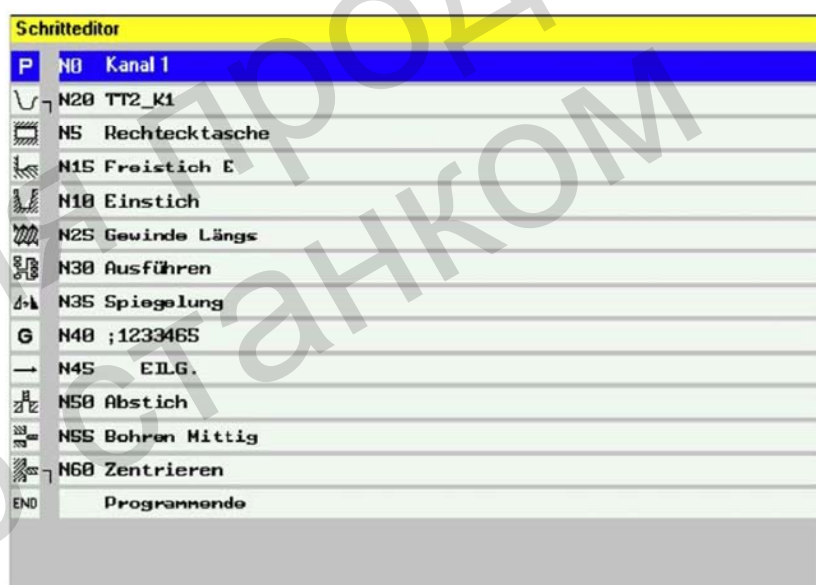 Schritteditor
P N0 Kanal 1
N20 TT2_K1
N5 Rechtecktasche
N15 Freistich E
N10 Einstich
N25 Gewinde Längs
N30 Ausführen
N35 Spiegelung
G N40 ;1233465
N45 EILG.
N50 Abstich
N55 Bohren Mittig
N60 Zentrieren
END Programmende
станком